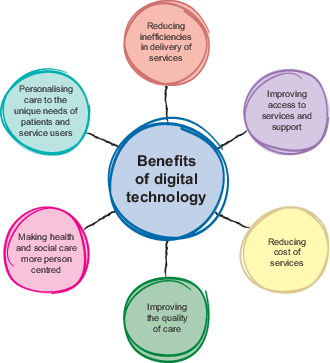 Reducing
inefficiencies
in delivery of
services
Personalising
care to the
unique needs of
patients and
service users
Improving
access to
services and
support
Benefits
of digital
technology
Making health
and social care
more person
centred
Reducing
cost of
services
Improving
the quality
of care